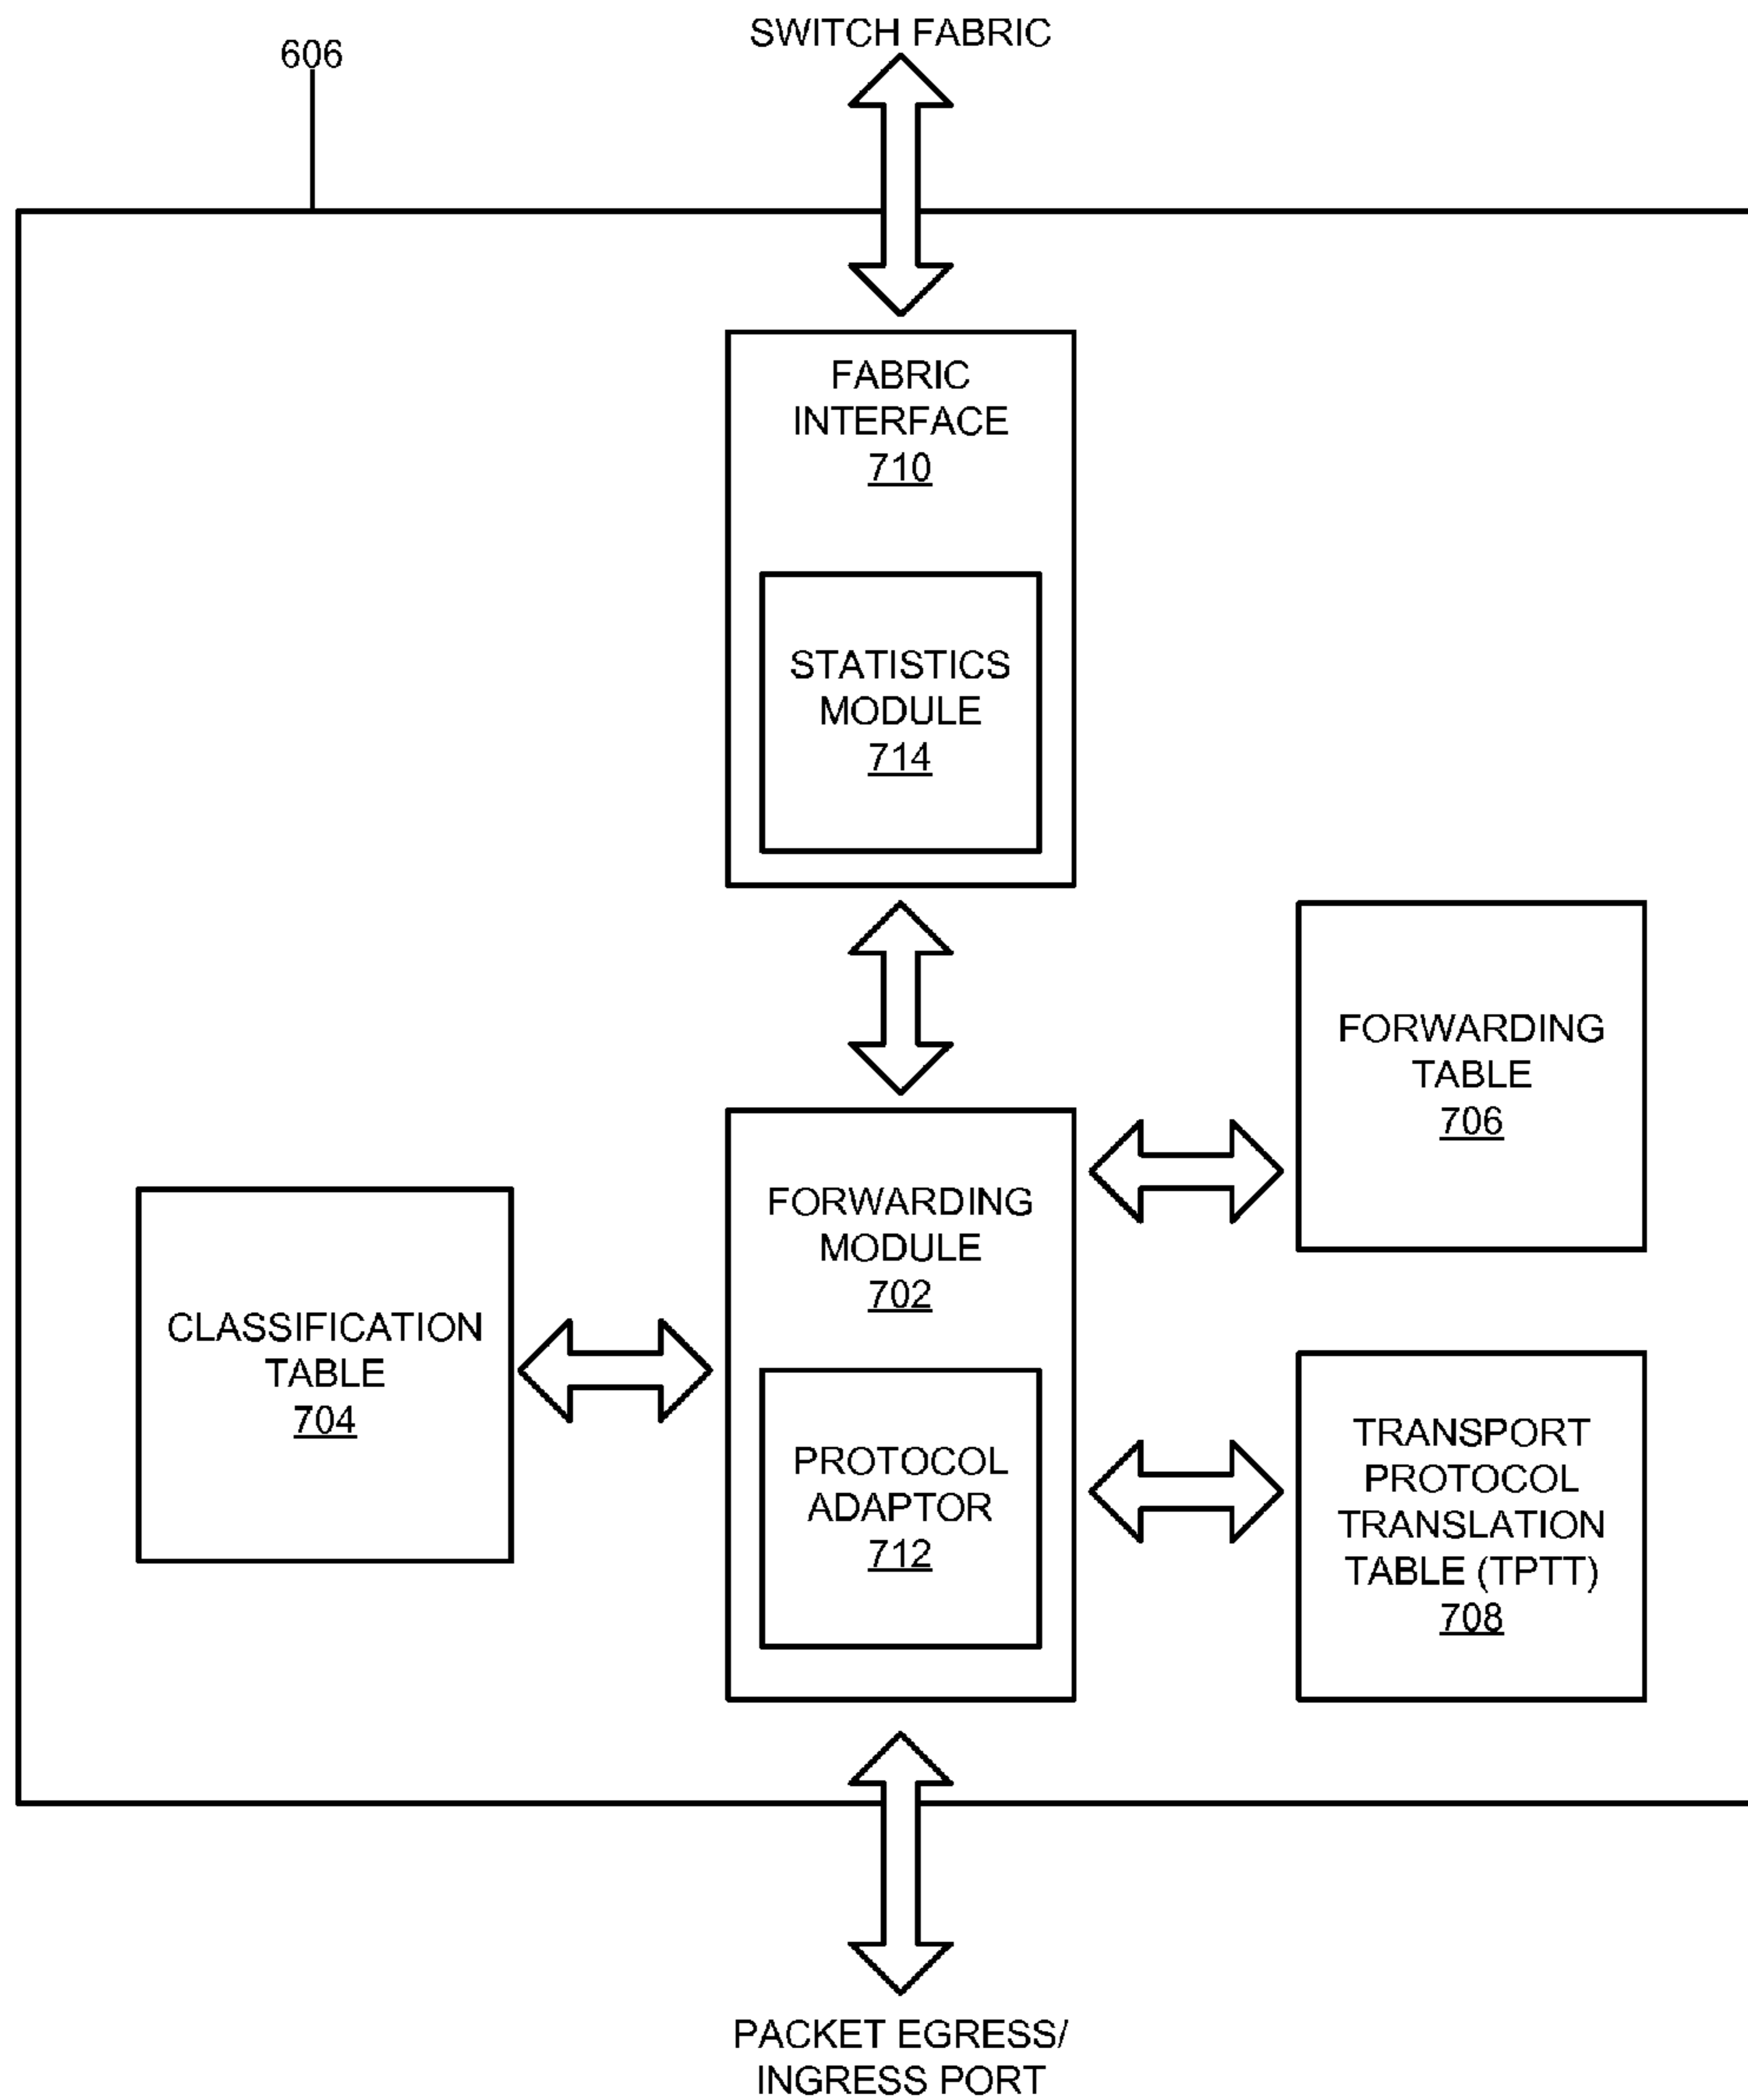 SWITCH FABRIC
606
FABRIC
INTERFACE
710
STATISTICS
MODULE
714
FORWARDING
TABLE
706
FORWARDING
MODULE
702
CLASSIFICATION
TABLE
704
PROTOCOL
ADAPTOR
712
TRANSPORT
PROTOCOL
TRANSLATION
TABLE (TPTT)
708
PACKET EGRESS/
INGRESS PORT